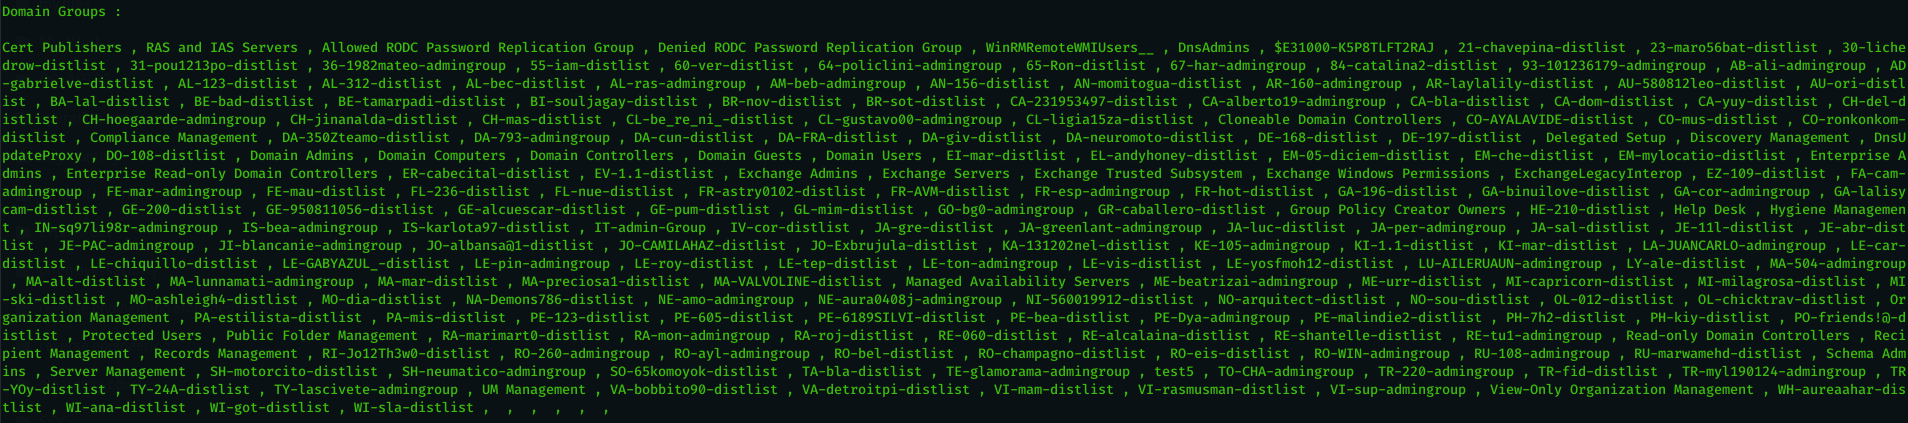 Domain Groups :
Cert Publishers , RAS and IAS Servers , Allowed RODC Password Replication Group , Denied RODC Password Replication Group , WinRMRemoteWMIUsers__ , DnsAdmins , $E31000-K5P8TLFT2RAJ , 21-chavepina-distlist , 23-maro56bat-distlist , 30-liche
drow-distlist , 31-pou1213po-distlist , 36-1982mateo-admingroup , 55-iam-distlist , 60-ver-distlist , 64-policlini-admingroup , 65-Ron-distlist , 67-har-admingroup , 84-catalina2-distlist , 93-101236179-admingroup , AB-ali-admingroup , AD
-gabrielve-distlist , AL-123-distlist , AL-312-distlist , AL-bec-distlist , AL-ras-admingroup , AM-beb-admingroup , AN-156-distlist , AN-momitogua-distlist , AR-160-admingroup , AR-laylalily-distlist , AU-580812leo-distlist , AU-ori-distl
ist , BA-lal-distlist , BE-bad-distlist , BE-tamarpadi-distlist , BI-souljagay-distlist , BR-nov-distlist , BR-sot-distlist , CA-231953497-distlist , CA-alberto19-admingroup , CA-bla-distlist , CA-dom-distlist , CA-yuy-distlist , CH-del-d
istlist , CH-hoegaarde-admingroup , CH-jinanalda-distlist , CH-mas-distlist , CL-be_re_ni_-distlist , CL-gustavo00-admingroup , CL-ligia15za-distlist , Cloneable Domain Controllers , CO-AYALAVIDE-distlist , CO-mus-distlist , CO-ronkonkom-
distlist , Compliance Management , DA-350Zteamo-distlist , DA-793-admingroup , DA-cun-distlist , DA-FRA-distlist , DA-giv-distlist , DA-neuromoto-distlist , DE-168-distlist , DE-197-distlist , Delegated Setup , Discovery Management , DnsU
pdateProxy , DO-108-distlist , Domain Admins , Domain Computers , Domain Controllers , Domain Guests , Domain Users , EI-mar-distlist , EL-andyhoney-distlist , EM-05-diciem-distlist , EM-che-distlist , EM-mylocatio-distlist , Enterprise A
dmins , Enterprise Read-only Domain Controllers , ER-cabecital-distlist , EV-1.1-distlist , Exchange Admins , Exchange Servers , Exchange Trusted Subsystem , Exchange Windows Permissions , ExchangeLegacyInterop , EZ-109-distlist , FA-cam-
admingroup , FE-mar-admingroup , FE-mau-distlist , FL-236-distlist , FL-nue-distlist , FR-astry0102-distlist , FR-AVM-distlist , FR-esp-admingroup , FR-hot-distlist , GA-196-distlist , GA-binuilove-distlist , GA-cor-admingroup , GA-lalisy
cam-distlist , GE-200-distlist , GE-950811056-distlist , GE-alcuescar-distlist , GE-pum-distlist , GL-mim-distlist , GO-bg0-admingroup , GR-caballero-distlist , Group Policy Creator Owners , HE-210-distlist , Help Desk , Hygiene Managemen
t , IN-sq97li98r-admingroup , IS-bea-admingroup , IS-karlota97-distlist , IT-admin-Group , IV-cor-distlist , JA-gre-distlist , JA-greenlant-admingroup , JA-luc-distlist , JA-per-admingroup , JA-sal-distlist , JE-11l-distlist , JE-abr-dist
list , JE-PAC-admingroup , JI-blancanie-admingroup , JO-albansa@1-distlist , JO-CAMILAHAZ-distlist , JO-Exbrujula-distlist , KA-131202nel-distlist , KE-105-admingroup , KI-1.1-distlist , KI-mar-distlist , LA-JUANCARLO-admingroup , LE-car-
distlist , LE-chiquillo-distlist , LE-GABYAZUL_-distlist , LE-pin-admingroup , LE-roy-distlist , LE-tep-distlist , LE-ton-admingroup , LE-vis-distlist , LE-yosfmoh12-distlist , LU-AILERUAUN-admingroup , LY-ale-distlist , MA-504-admingroup
 , MA-alt-distlist , MA-lunnamati-admingroup , MA-mar-distlist , MA-preciosa1-distlist , MA-VALVOLINE-distlist , Managed Availability Servers , ME-beatrizai-admingroup , ME-urr-distlist , MI-capricorn-distlist , MI-milagrosa-distlist , MI
-ski-distlist , MO-ashleigh4-distlist , MO-dia-distlist , NA-Demons786-distlist , NE-amo-admingroup , NE-aura0408j-admingroup , NI-560019912-distlist , NO-arquitect-distlist , NO-sou-distlist , OL-012-distlist , OL-chicktrav-distlist , Or
ganization Management , PA-estilista-distlist , PA-mis-distlist , PE-123-distlist , PE-605-distlist , PE-6189SILVI-distlist , PE-bea-distlist , PE-Dya-admingroup , PE-malindie2-distlist , PH-7h2-distlist , PH-kiy-distlist , PO-friends!@-d
istlist , Protected Users , Public Folder Management , RA-marimart0-distlist , RA-mon-admingroup , RA-roj-distlist , RE-060-distlist , RE-alcalaina-distlist , RE-shantelle-distlist , RE-tu1-admingroup , Read-only Domain Controllers , Reci
pient Management , Records Management , RI-Jo12Th3w0-distlist , RO-260-admingroup , RO-ayl-admingroup , RO-bel-distlist , RO-champagno-distlist , RO-eis-distlist , RO-WIN-admingroup , RU-108-admingroup , RU-marwamehd-distlist , Schema Adm
ins , Server Management , SH-motorcito-distlist , SH-neumatico-admingroup , SO-65komoyok-distlist , TA-bla-distlist , TE-glamorama-admingroup , test5 , TO-CHA-admingroup , TR-220-admingroup , TR-fid-distlist , TR-myl190124-admingroup , TR
-YOy-distlist , TY-24A-distlist , TY-lascivete-admingroup , UM Management , VA-bobbito90-distlist , VA-detroitpi-distlist , VI-mam-distlist , VI-rasmusman-distlist , VI-sup-admingroup , View-Only Organization Management , WH-aureaahar-dis
tlist , WI-ana-distlist , WI-got-distlist , WI-sla-distlist ,  ,  ,  ,  ,  ,